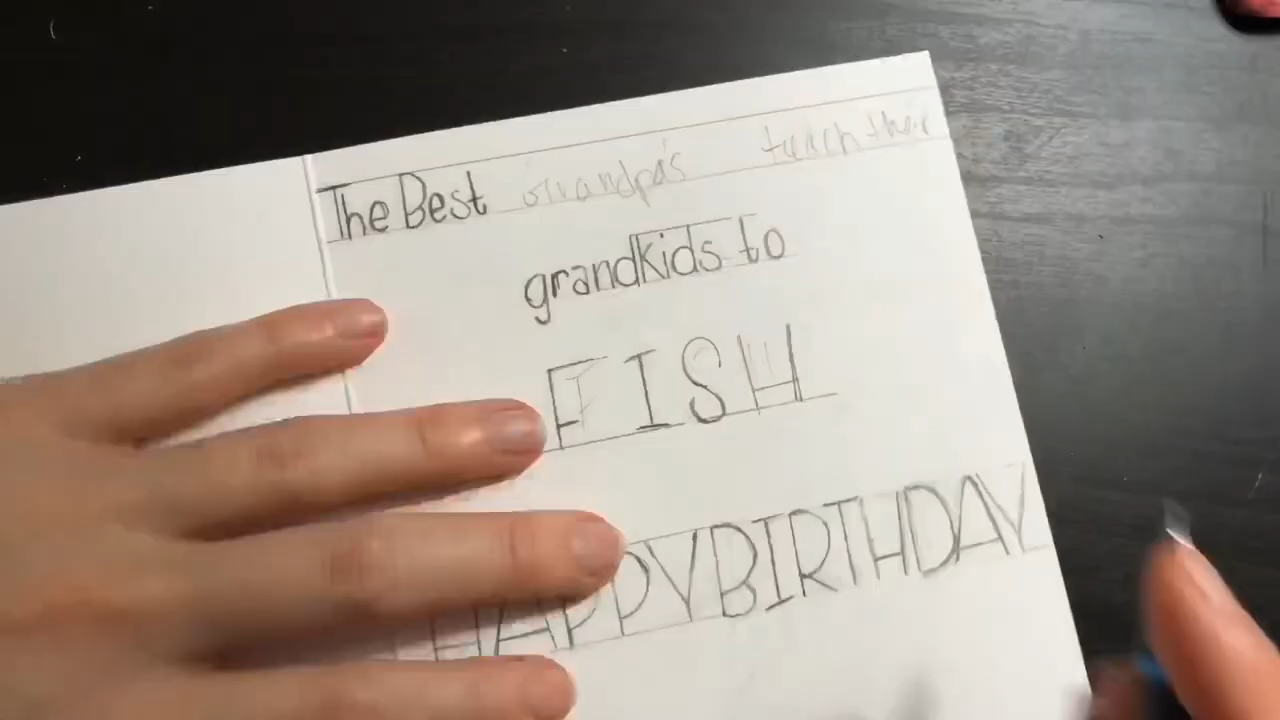 The Best Grandpa's teach their
grandkids to
FISH
HAPPY BIRTHDAY